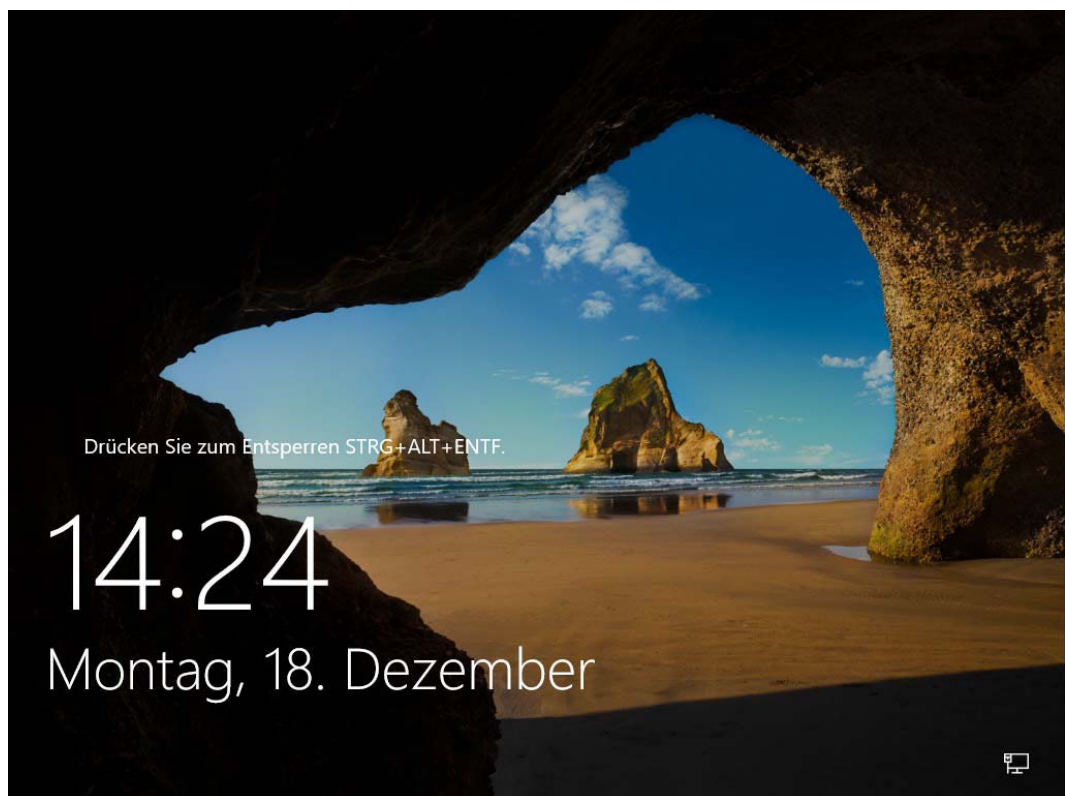 Drücken Sie zum Entsperren STRG+ALT+ENTF.
14:24
Montag, 18. Dezember